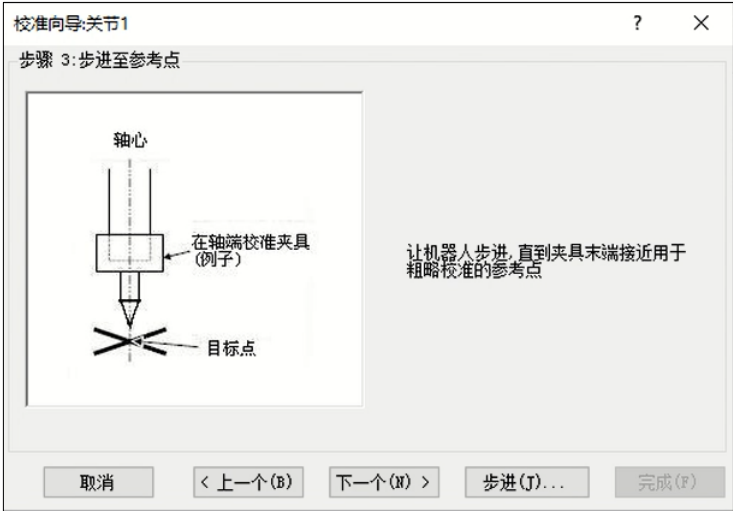 校准向导:关节1
?
步骤 3:步进至参考点
轴心
在轴端校准夹具
(例子)
目标点
让机器人步进,直到夹具末端接近用于
粗略校准的参考点
取消
< 上一个(B)
下一个(N) >
步进(J)...
完成(F)